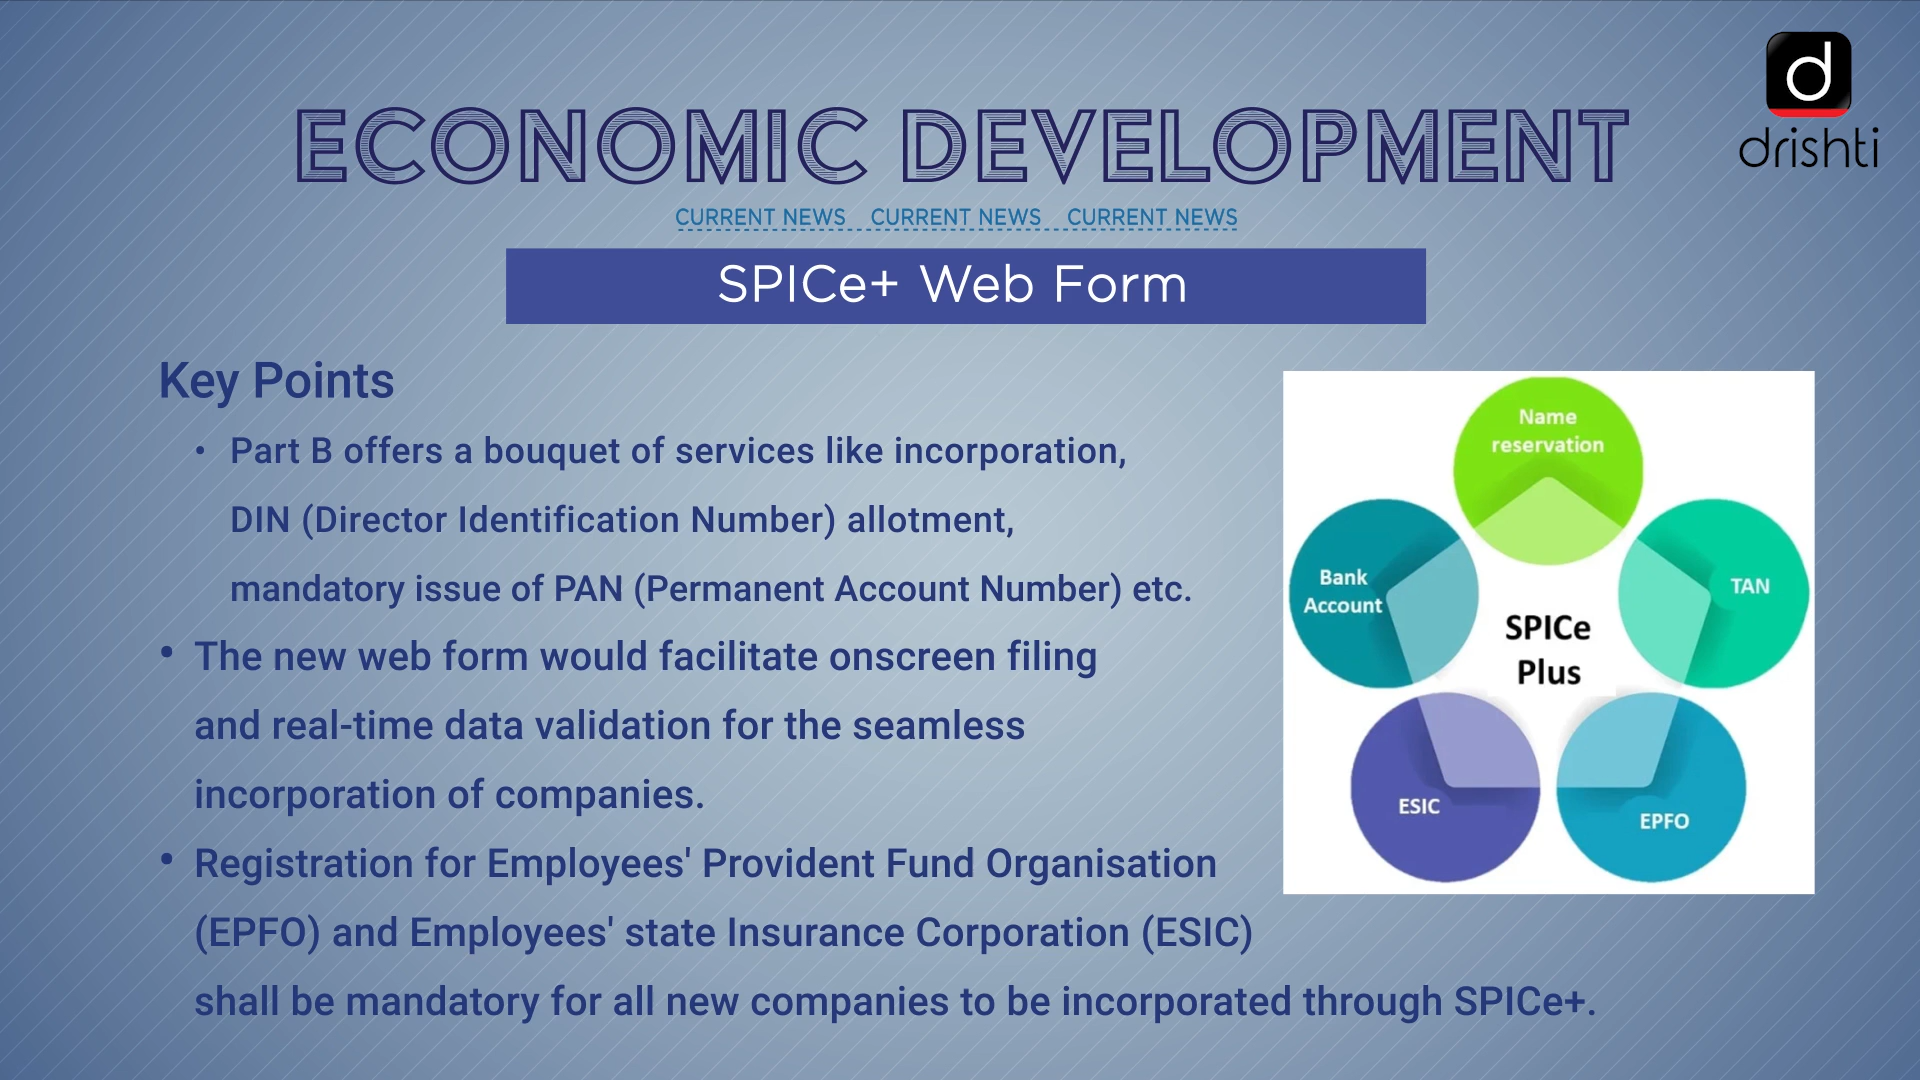 d
drishti
ECONOMIC DEVELOPMENT
CURRENT NEWS CURRENT NEWS CURRENT NEWS
SPICe+ Web Form
Key Points
• Part B offers a bouquet of services like incorporation,
DIN (Director Identification Number) allotment,
mandatory issue of PAN (Permanent Account Number) etc.
• The new web form would facilitate onscreen filing
and real-time data validation for the seamless
incorporation of companies.
• Registration for Employees' Provident Fund Organisation
(EPFO) and Employees' state Insurance Corporation (ESIC)
shall be mandatory for all new companies to be incorporated through SPICe+.
Name
reservation
Bank
Account
TAN
SPICe
Plus
ESIC
EPFO